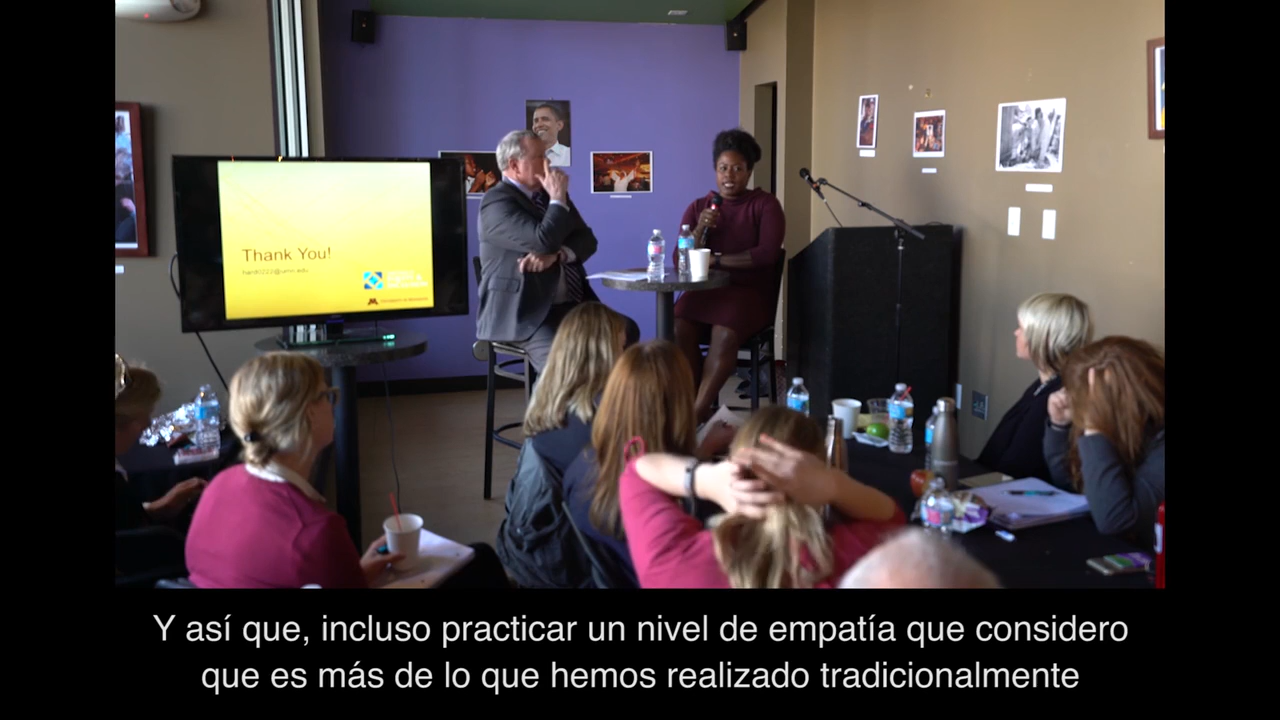 Thank You!
Y así que, incluso practicar un nivel de empatía que considero
que es más de lo que hemos realizado tradicionalmente